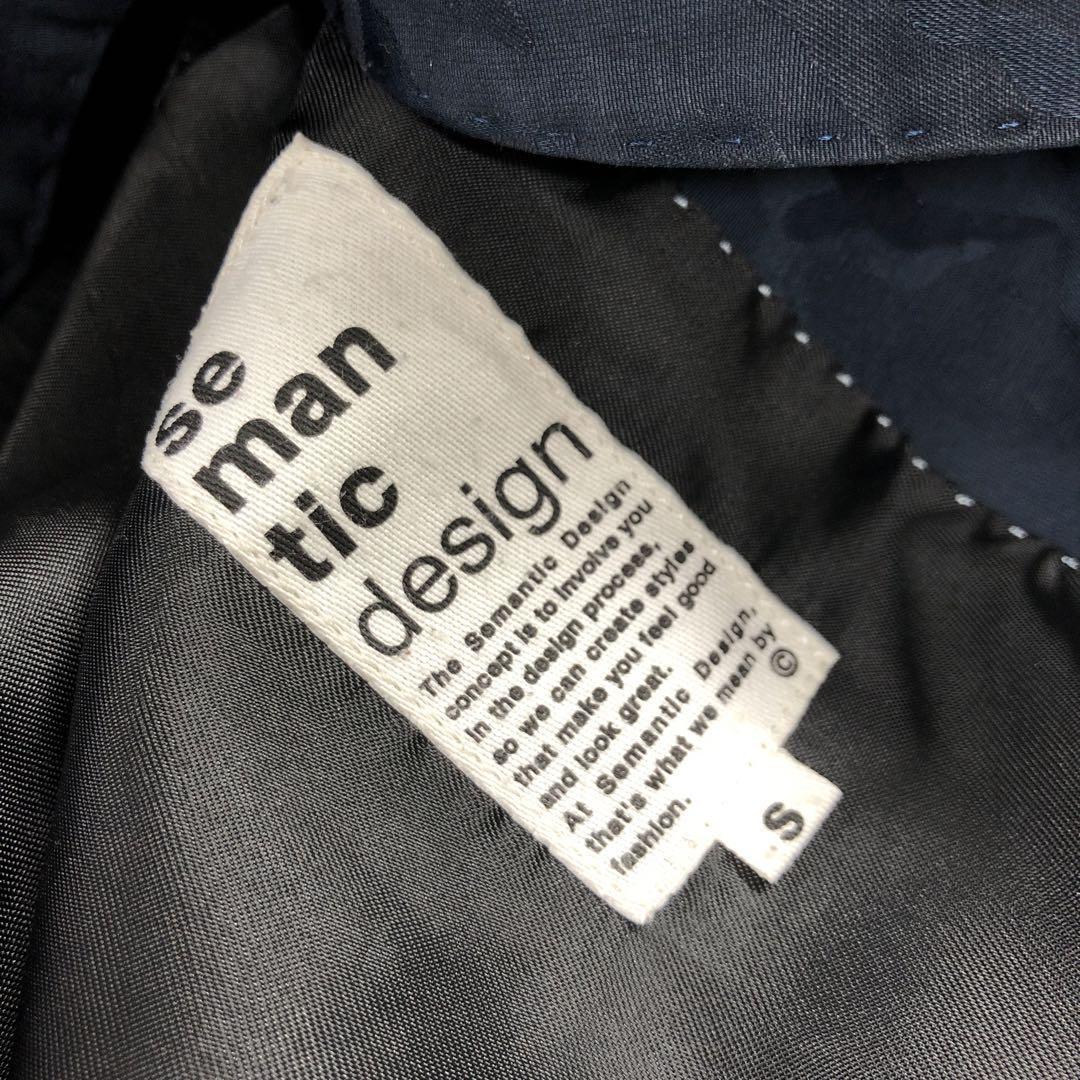 se
man
tic
design
The Semantic Design
concept is to involve you
in the design process,
so we can create styles
that make you feel good
and look great.
At Semantic Design,
that's what we mean by
fashion. ©
S